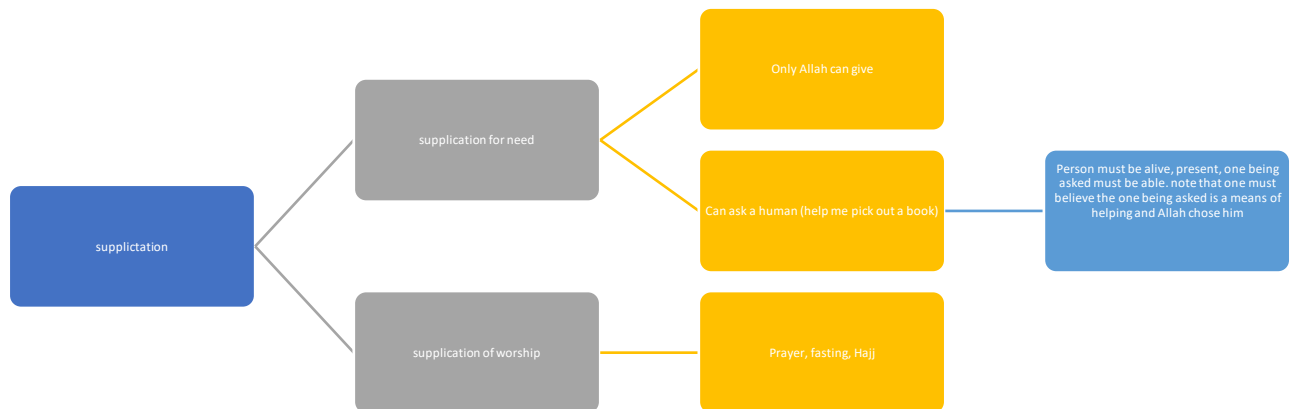 Only Allah can give
supplication for need
Person must be alive, present, one being
asked must be able. note that one must
believe the one being asked is a means of
helping and Allah chose him
Can ask a human (help me pick out a book)
supplictation
supplication of worship
Prayer, fasting, Hajj